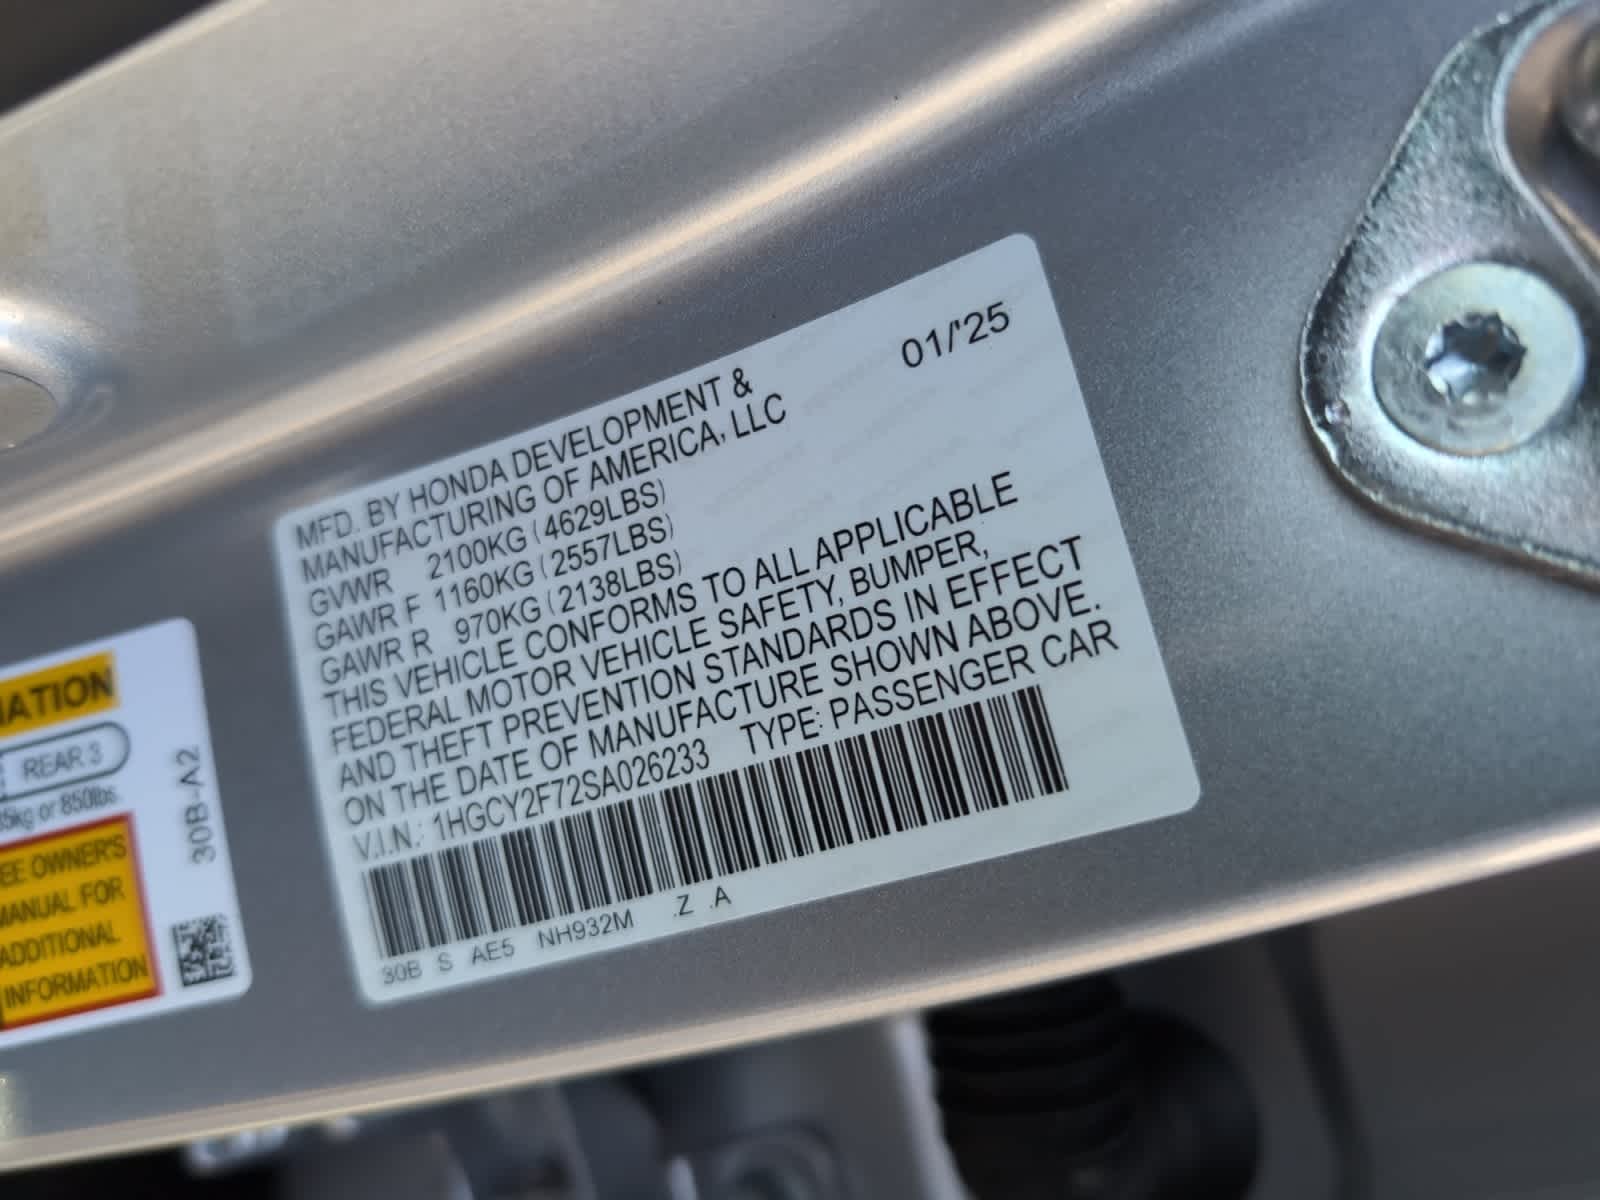 MFD. BY HONDA DEVELOPMENT &
MANUFACTURING OF AMERICA, LLC
01/'25
GVWR 2100KG (4629LBS)
GAWR F 1160KG (2557LBS)
GAWR R 970KG (2138LBS)
THIS VEHICLE CONFORMS TO ALL APPLICABLE
FEDERAL MOTOR VEHICLE SAFETY, BUMPER,
AND THEFT PREVENTION STANDARDS IN EFFECT
ON THE DATE OF MANUFACTURE SHOWN ABOVE.
V.I.N.: 1HGCY2F72SA026233 TYPE: PASSENGER CAR
30B S AE5 NH932M .Z .A
REAR 3
or 850lbs.
OWNER'S
MANUAL FOR
ADDITIONAL
INFORMATION
30B-A2